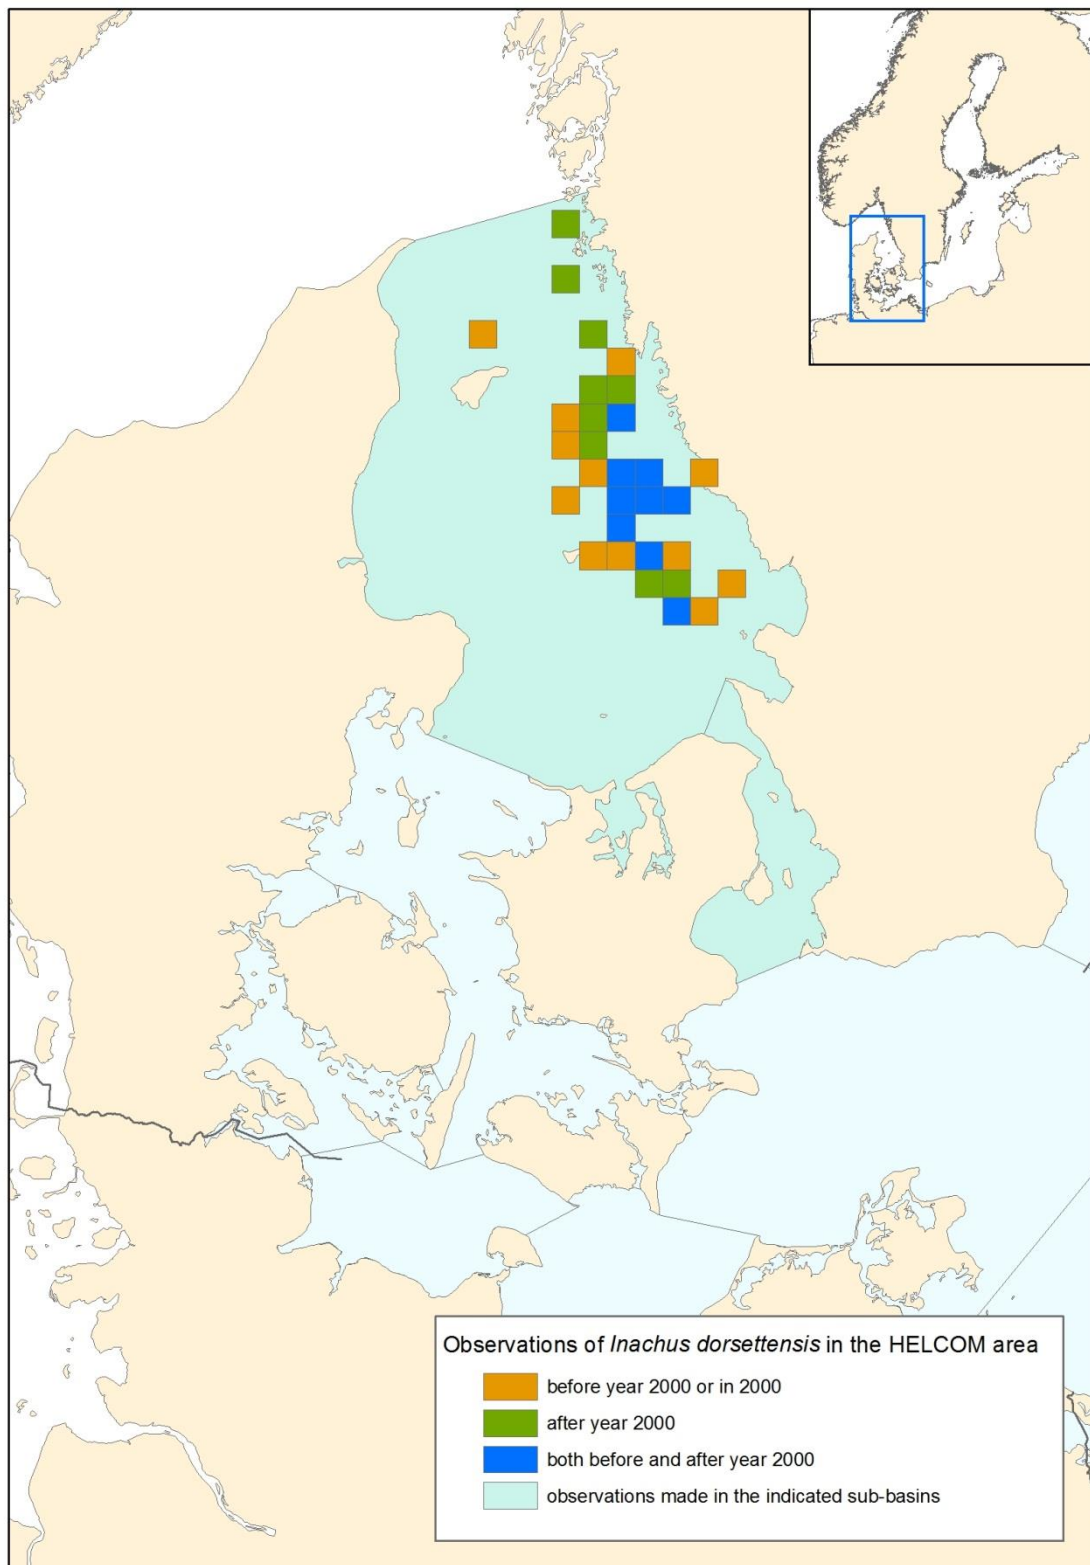 Observations of Inachus dorsettensis in the HELCOM area
before year 2000 or in 2000
after year 2000
both before and after year 2000
observations made in the indicated sub-basins